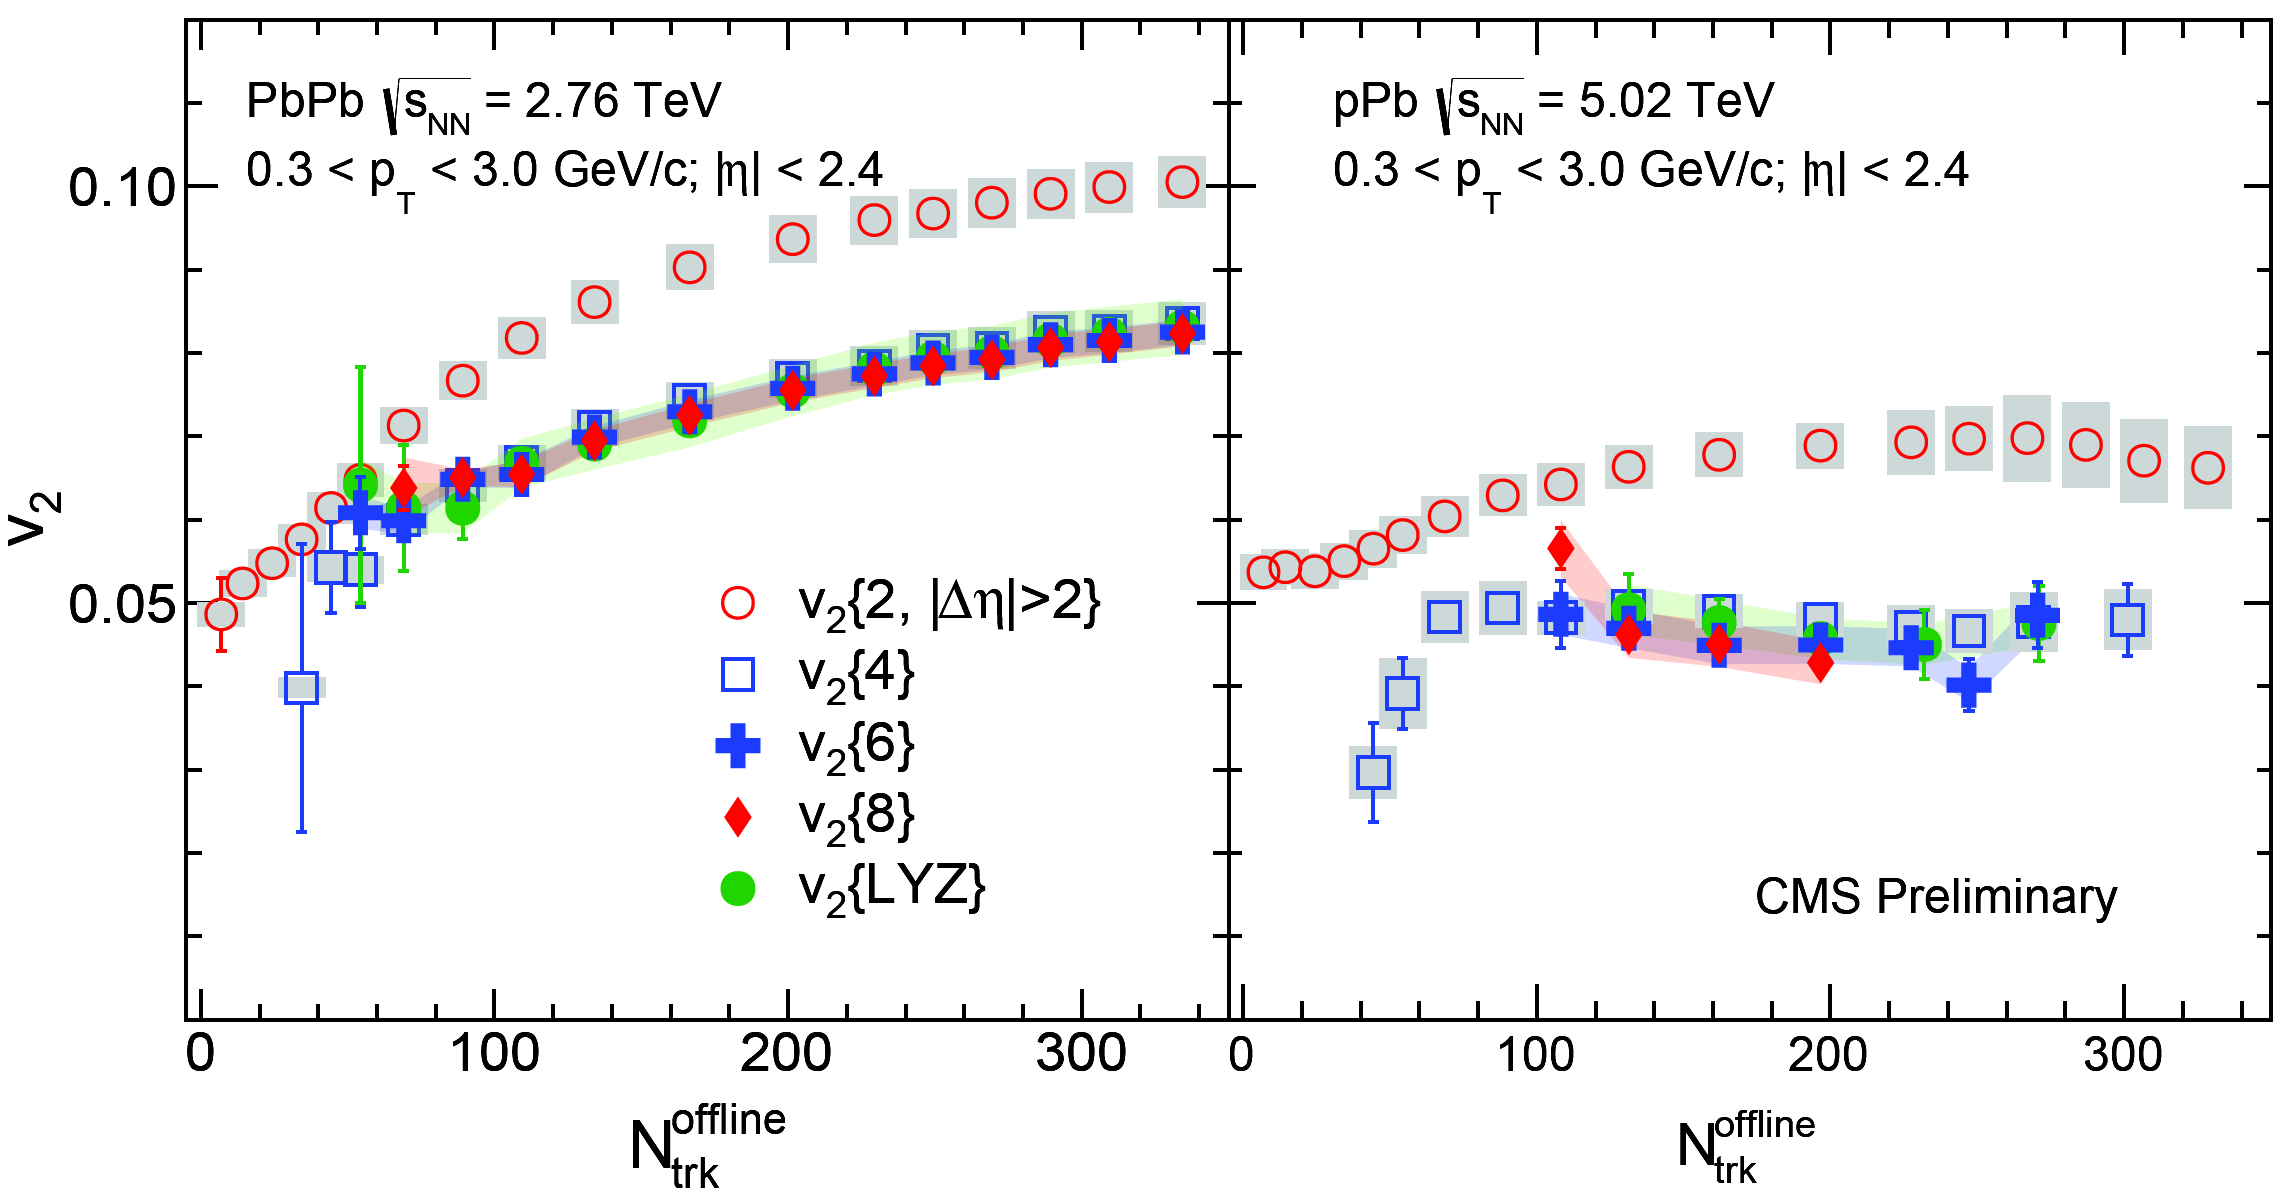 PbPb √s_NN = 2.76 TeV
0.3 < p_T < 3.0 GeV/c; |η| < 2.4
pPb √s_NN = 5.02 TeV
0.3 < p_T < 3.0 GeV/c; |η| < 2.4
0.10
v_2
0.05
v_2{2, |Δη|>2}
v_2{4}
v_2{6}
v_2{8}
v_2{LYZ}
CMS Preliminary
0 100 200 300
0 100 200 300
N_trk^offline
N_trk^offline